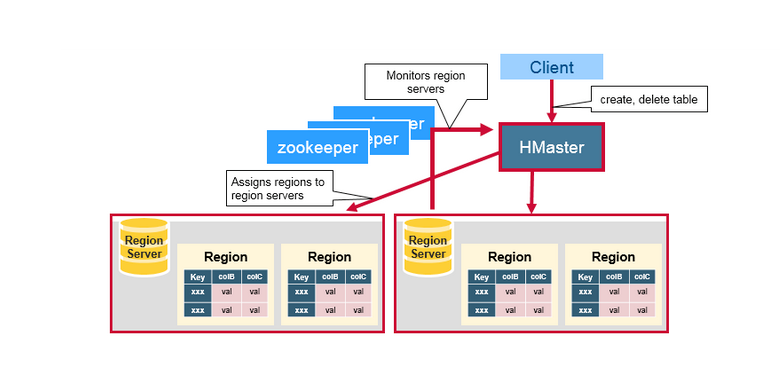 Client
Monitors region
servers
create, delete table
per
eper
zookeeper
HMaster
Assigns regions to
region servers
Region
Server
Region
Key colB colC
xxx val val
xxx val val
Region
Key colB colC
xxx val val
xxx val val
Region
Server
Region
Key colB colC
xxx val val
xxx val val
Region
Key colB colC
xxx val val
xxx val val